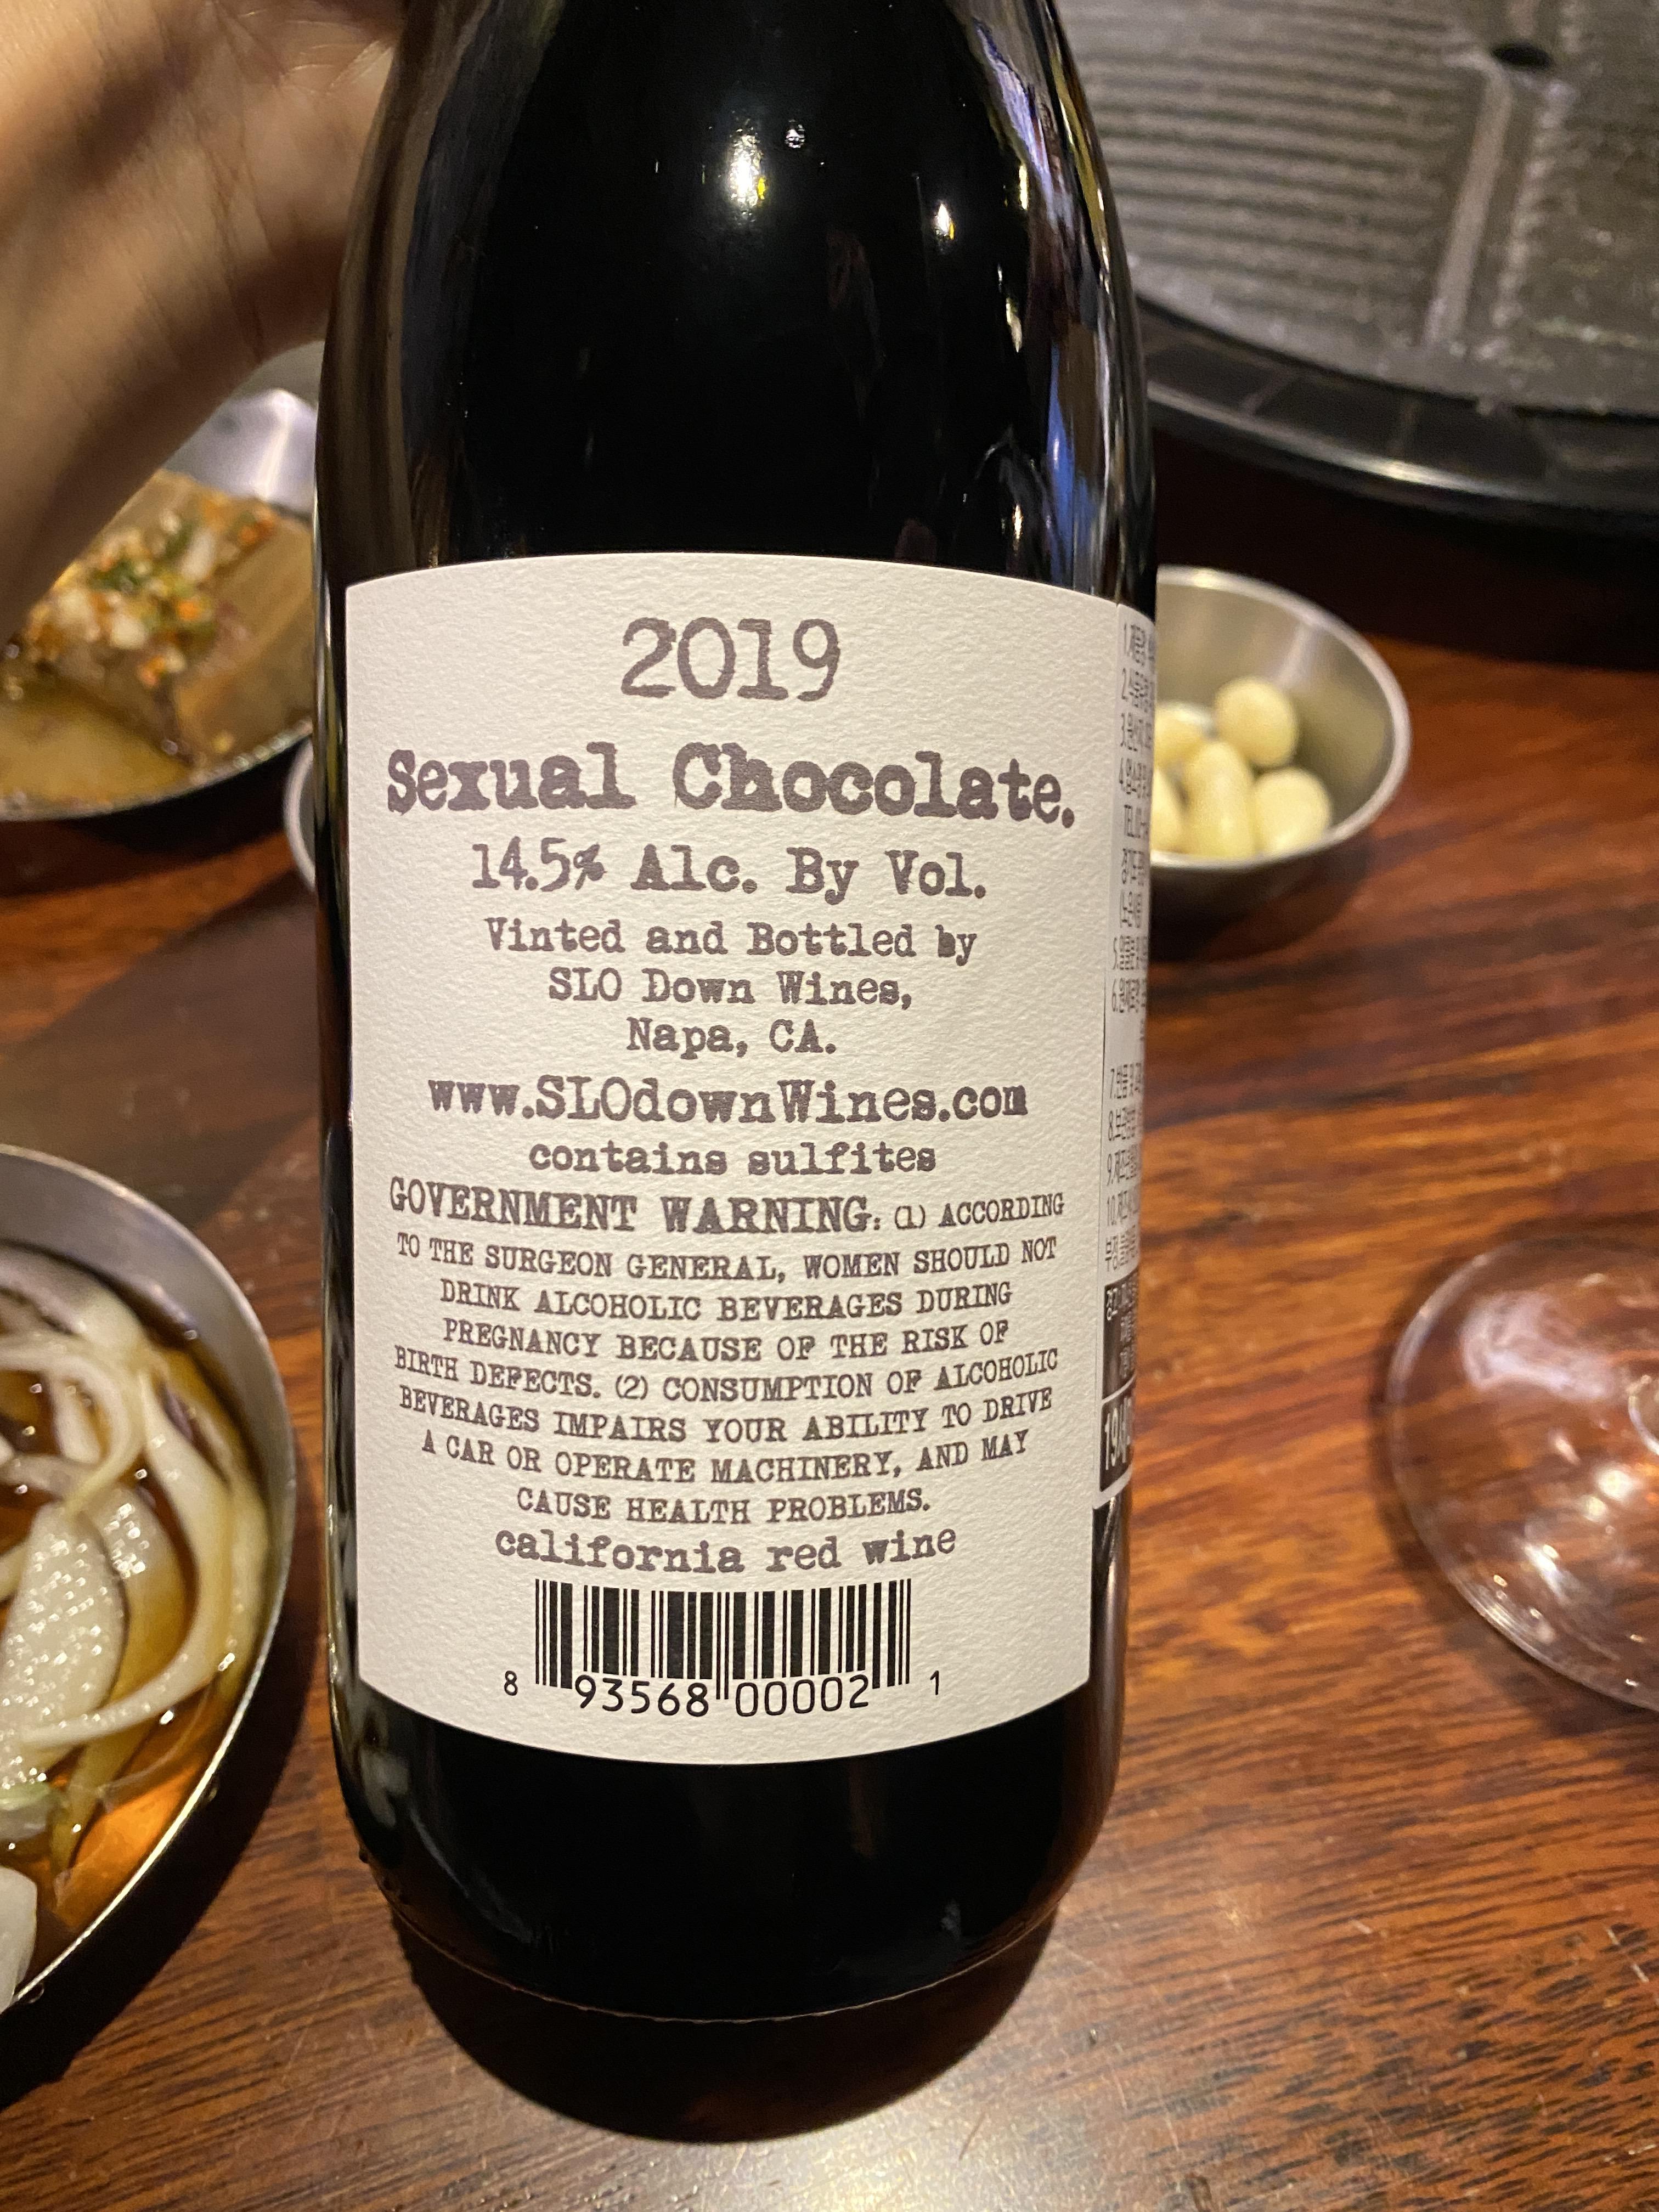 2019
Sexual Chocolate.
14.5% Alc. By Vol.
Vinted and Bottled by
SLO Down Wines,
Napa, CA.
www.SLOdownWines.com
contains sulfites
GOVERNMENT WARNING: (1) ACCORDING
TO THE SURGEON GENERAL, WOMEN SHOULD NOT
DRINK ALCOHOLIC BEVERAGES DURING
PREGNANCY BECAUSE OF THE RISK OF
BIRTH DEFECTS. (2) CONSUMPTION OF ALCOHOLIC
BEVERAGES IMPAIRS YOUR ABILITY TO DRIVE
A CAR OR OPERATE MACHINERY, AND MAY
CAUSE HEALTH PROBLEMS.
california red wine
8 93568 00002 1